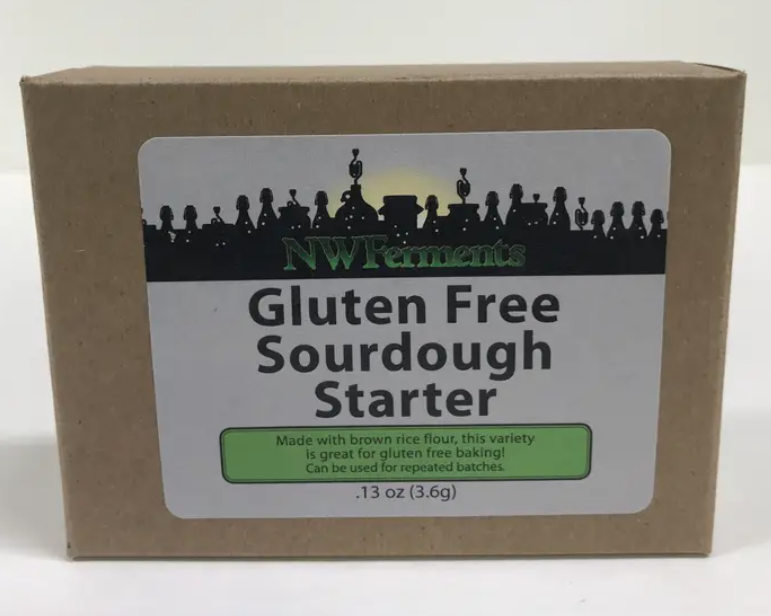 NWFerments
Gluten Free
Sourdough
Starter
Made with brown rice flour, this variety
is great for gluten free baking!
Can be used for repeated batches.
.13 oz (3.6g)